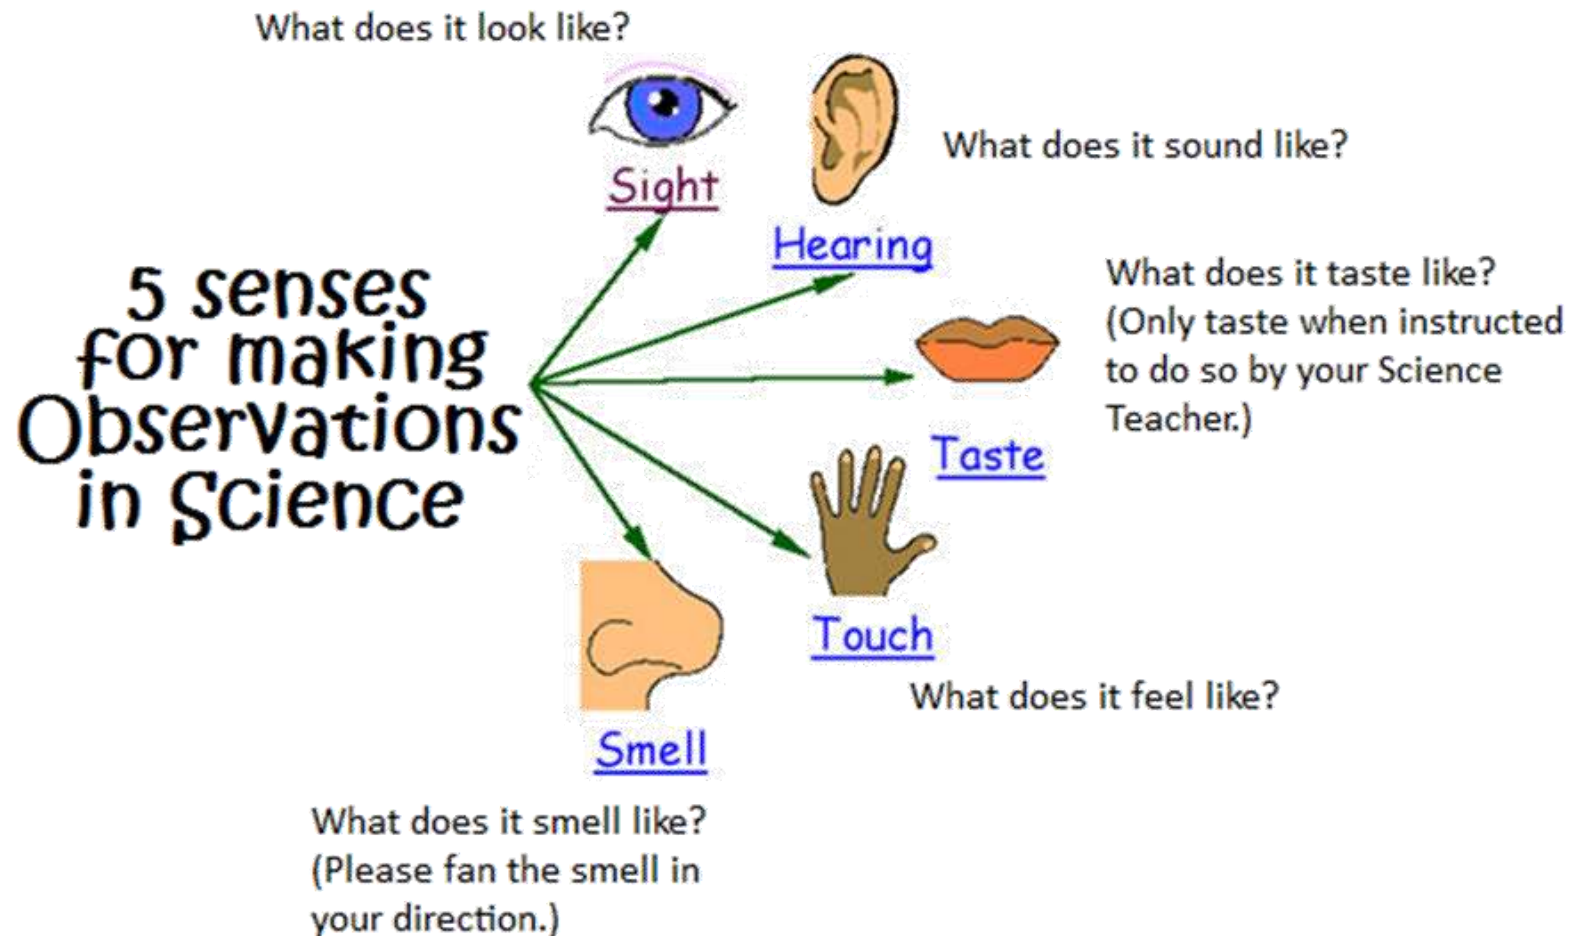 What does it look like?
Sight
What does it sound like?
Hearing
5 senses
for making
Observations
in Science
What does it taste like?
(Only taste when instructed
to do so by your Science
Teacher.)
Taste
Touch
What does it feel like?
Smell
What does it smell like?
(Please fan the smell in
your direction.)